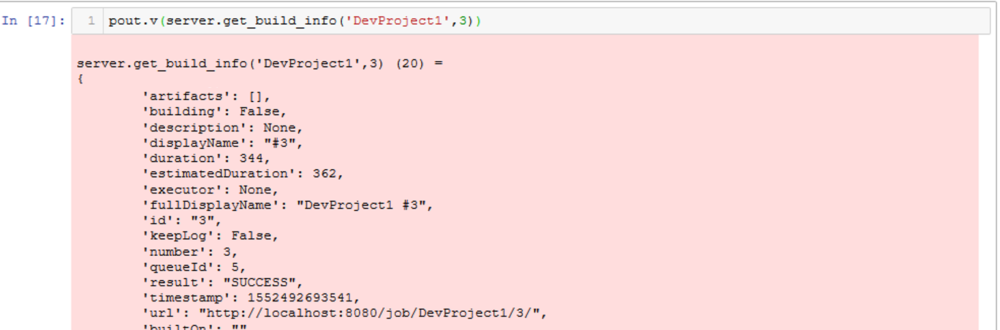 In [17]: 1 pout.v(server.get_build_info('DevProject1',3))
server.get_build_info('DevProject1',3) (20) =
{
'artifacts': [],
'building': False,
'description': None,
'displayName': "#3",
'duration': 344,
'estimatedDuration': 362,
'executor': None,
'fullDisplayName': "DevProject1 #3",
'id': "3",
'keepLog': False,
'number': 3,
'queueId': 5,
'result': "SUCCESS",
'timestamp': 1552492693541,
'url': "http://localhost:8080/job/DevProject1/3/",
'builtOn': ""